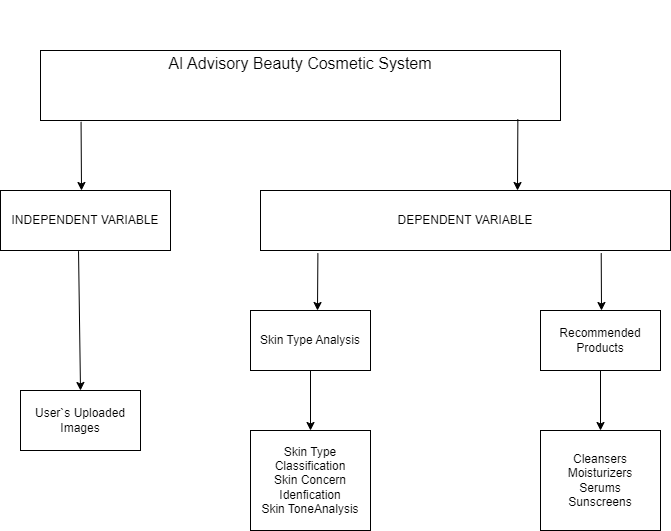 AI Advisory Beauty Cosmetic System
INDEPENDENT VARIABLE
DEPENDENT VARIABLE
Skin Type Analysis
Recommended
Products
User`s Uploaded
Images
Skin Type
Classification
Skin Concern
Idenfication
Skin ToneAnalysis
Cleansers
Moisturizers
Serums
Sunscreens